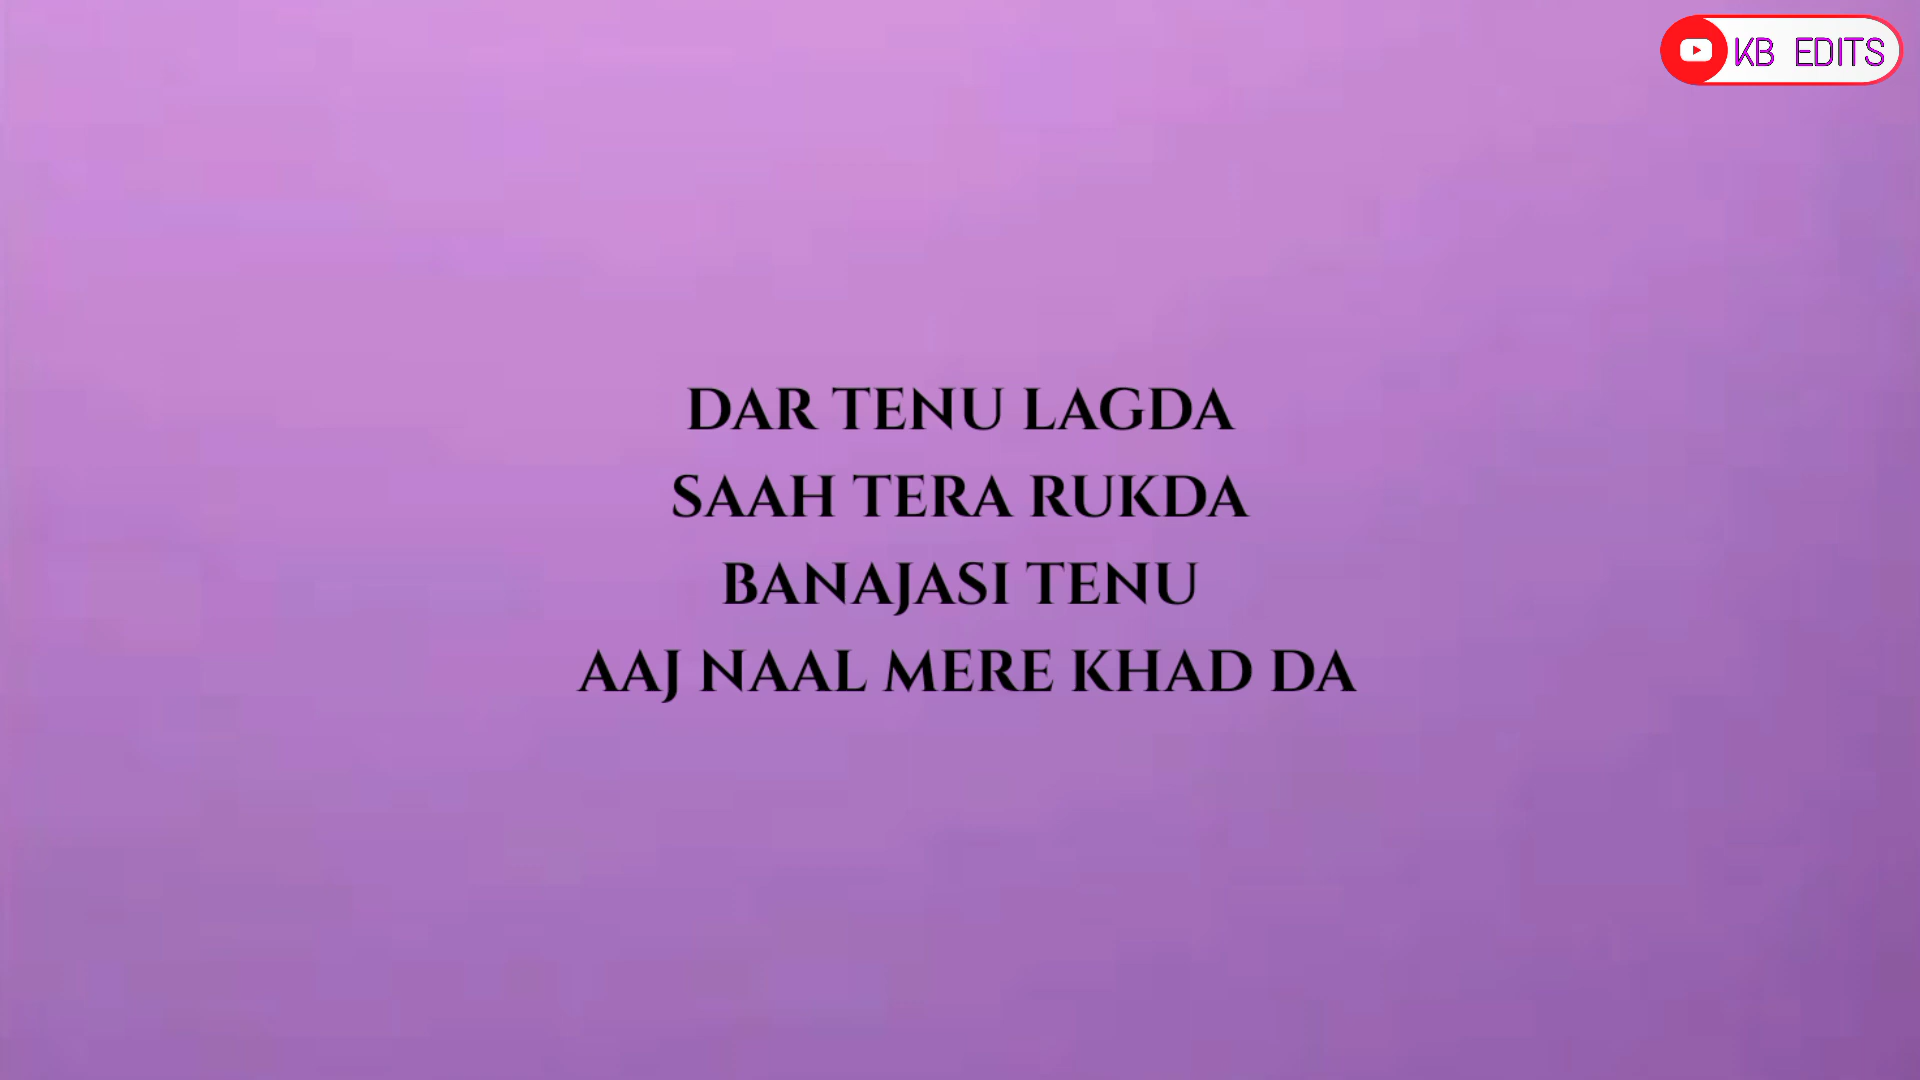 KB EDITS
DAR TENU LAGDA
SAAH TERA RUKDA
BANAJASI TENU
AAJ NAAL MERE KHAD DA